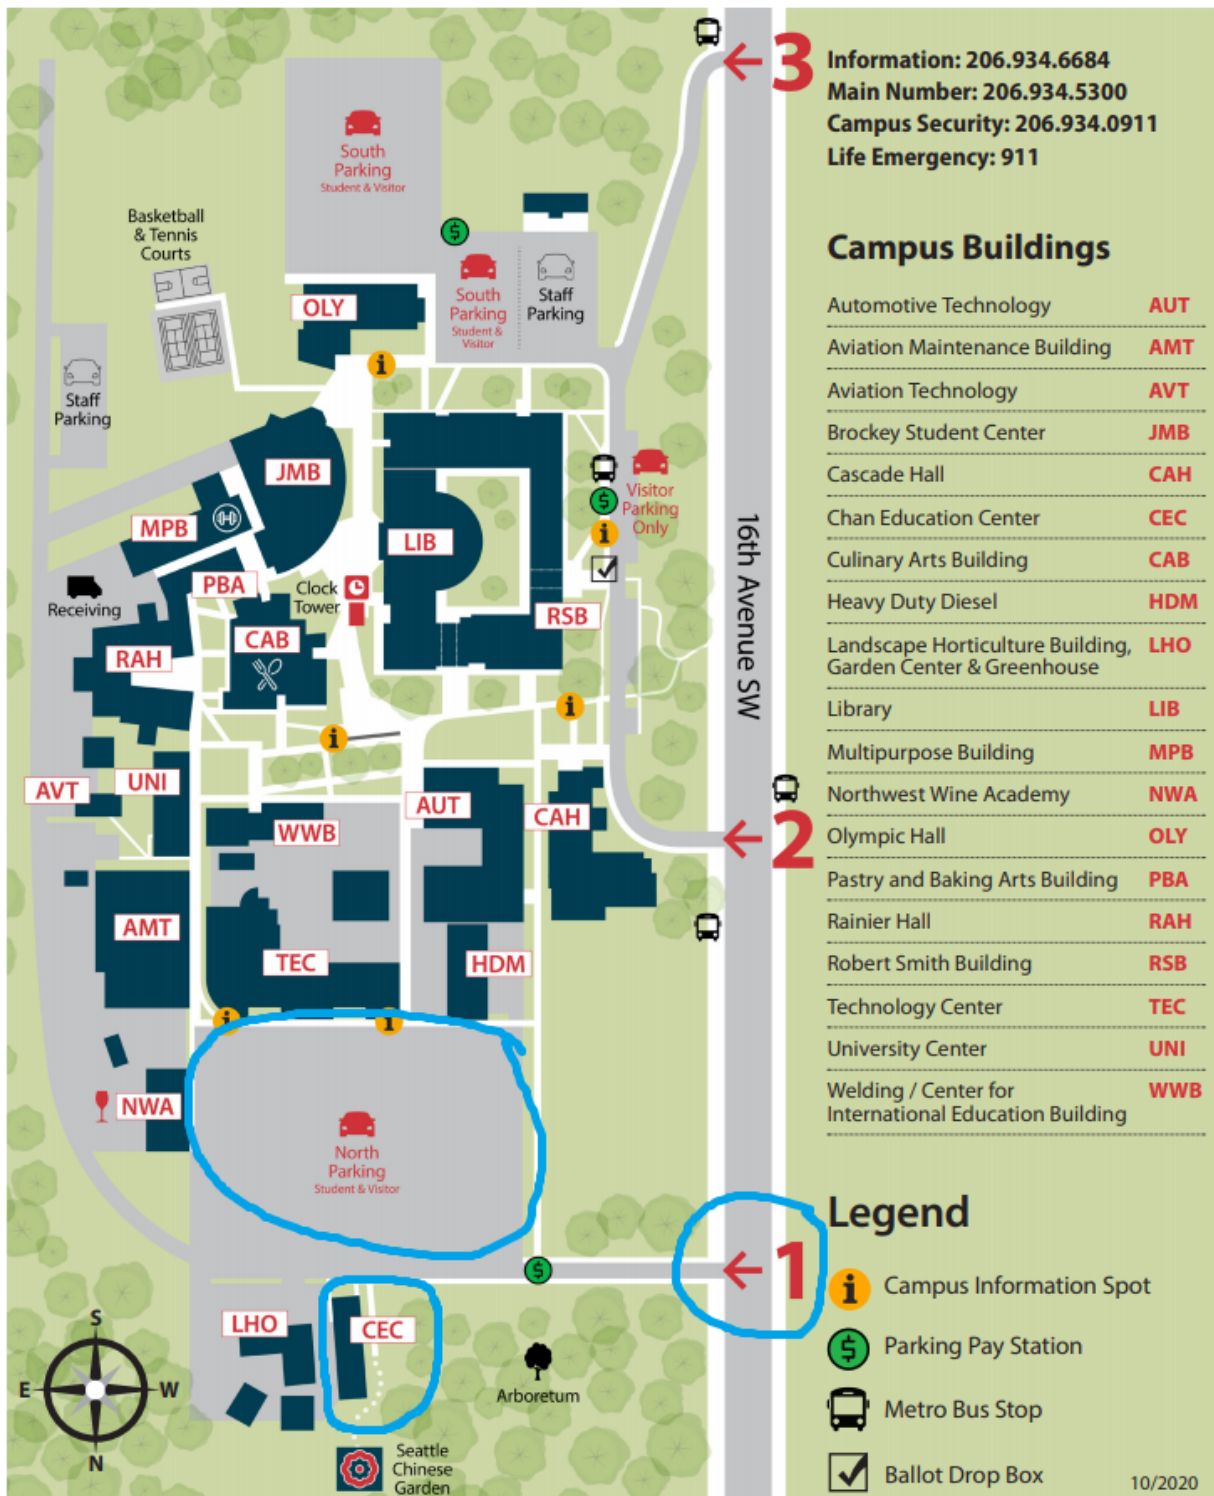 3
Information: 206.934.6684
Main Number: 206.934.5300
Campus Security: 206.934.0911
Life Emergency: 911
South
Parking
Student & Visitor
Basketball
& Tennis
Courts
$
South
Parking
Student &
Visitor
Staff
Parking
OLY
i
Staff
Parking
JMB
MPB
LIB
$
i
Visitor
Parking
Only
16th Avenue SW
Receiving
PBA
Clock
Tower
RSB
CAB
RAH
i
i
AVT
UNI
AUT
CAH
WWB
2
AMT
TEC
HDM
i
i
NWA
North
Parking
Student & Visitor
$
1
LHO
CEC
Arboretum
S
E
W
N
Seattle
Chinese
Garden
Campus Buildings
Automotive Technology AUT
Aviation Maintenance Building AMT
Aviation Technology AVT
Brockey Student Center JMB
Cascade Hall CAH
Chan Education Center CEC
Culinary Arts Building CAB
Heavy Duty Diesel HDM
Landscape Horticulture Building, LHO
Garden Center & Greenhouse
Library LIB
Multipurpose Building MPB
Northwest Wine Academy NWA
Olympic Hall OLY
Pastry and Baking Arts Building PBA
Rainier Hall RAH
Robert Smith Building RSB
Technology Center TEC
University Center UNI
Welding / Center for WWB
International Education Building
Legend
i Campus Information Spot
$ Parking Pay Station
Metro Bus Stop
Ballot Drop Box
10/2020